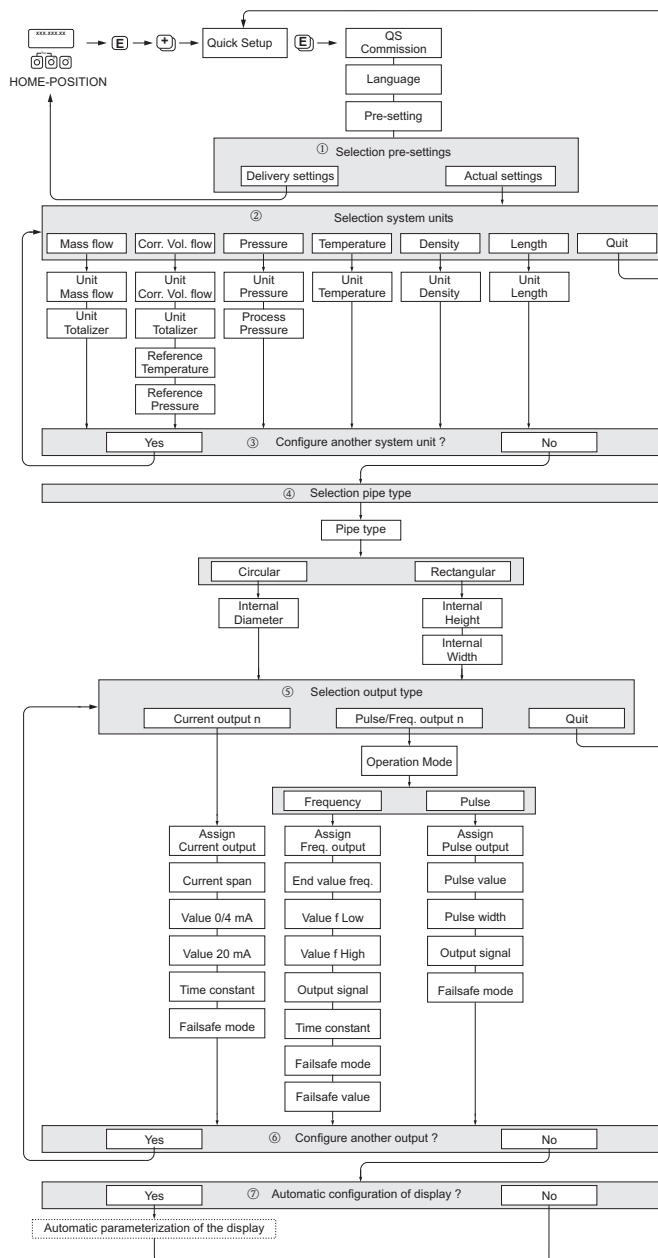 xxx.xxx.xx
Esc
E
+
Quick Setup
E
QS
Commission
HOME-POSITION
Language
Pre-setting
① Selection pre-settings
Delivery settings
Actual settings
② Selection system units
Mass flow
Corr. Vol. flow
Pressure
Temperature
Density
Length
Quit
Unit
Mass flow
Unit
Corr. Vol. flow
Unit
Pressure
Unit
Temperature
Unit
Density
Unit
Length
Unit
Totalizer
Unit
Totalizer
Process
Pressure
Reference
Temperature
Reference
Pressure
Yes
③ Configure another system unit ?
No
④ Selection pipe type
Pipe type
Circular
Rectangular
Internal
Diameter
Internal
Height
Internal
Width
⑤ Selection output type
Current output n
Pulse/Freq. output n
Quit
Operation Mode
Frequency
Pulse
Assign
Current output
Assign
Freq. output
Assign
Pulse output
Current span
End value freq.
Pulse value
Value 0/4 mA
Value f Low
Pulse width
Value 20 mA
Value f High
Output signal
Time constant
Output signal
Failsafe mode
Failsafe mode
Time constant
Failsafe mode
Failsafe value
Yes
⑥ Configure another output ?
No
Yes
⑦ Automatic configuration of display ?
No
Automatic parameterization of the display